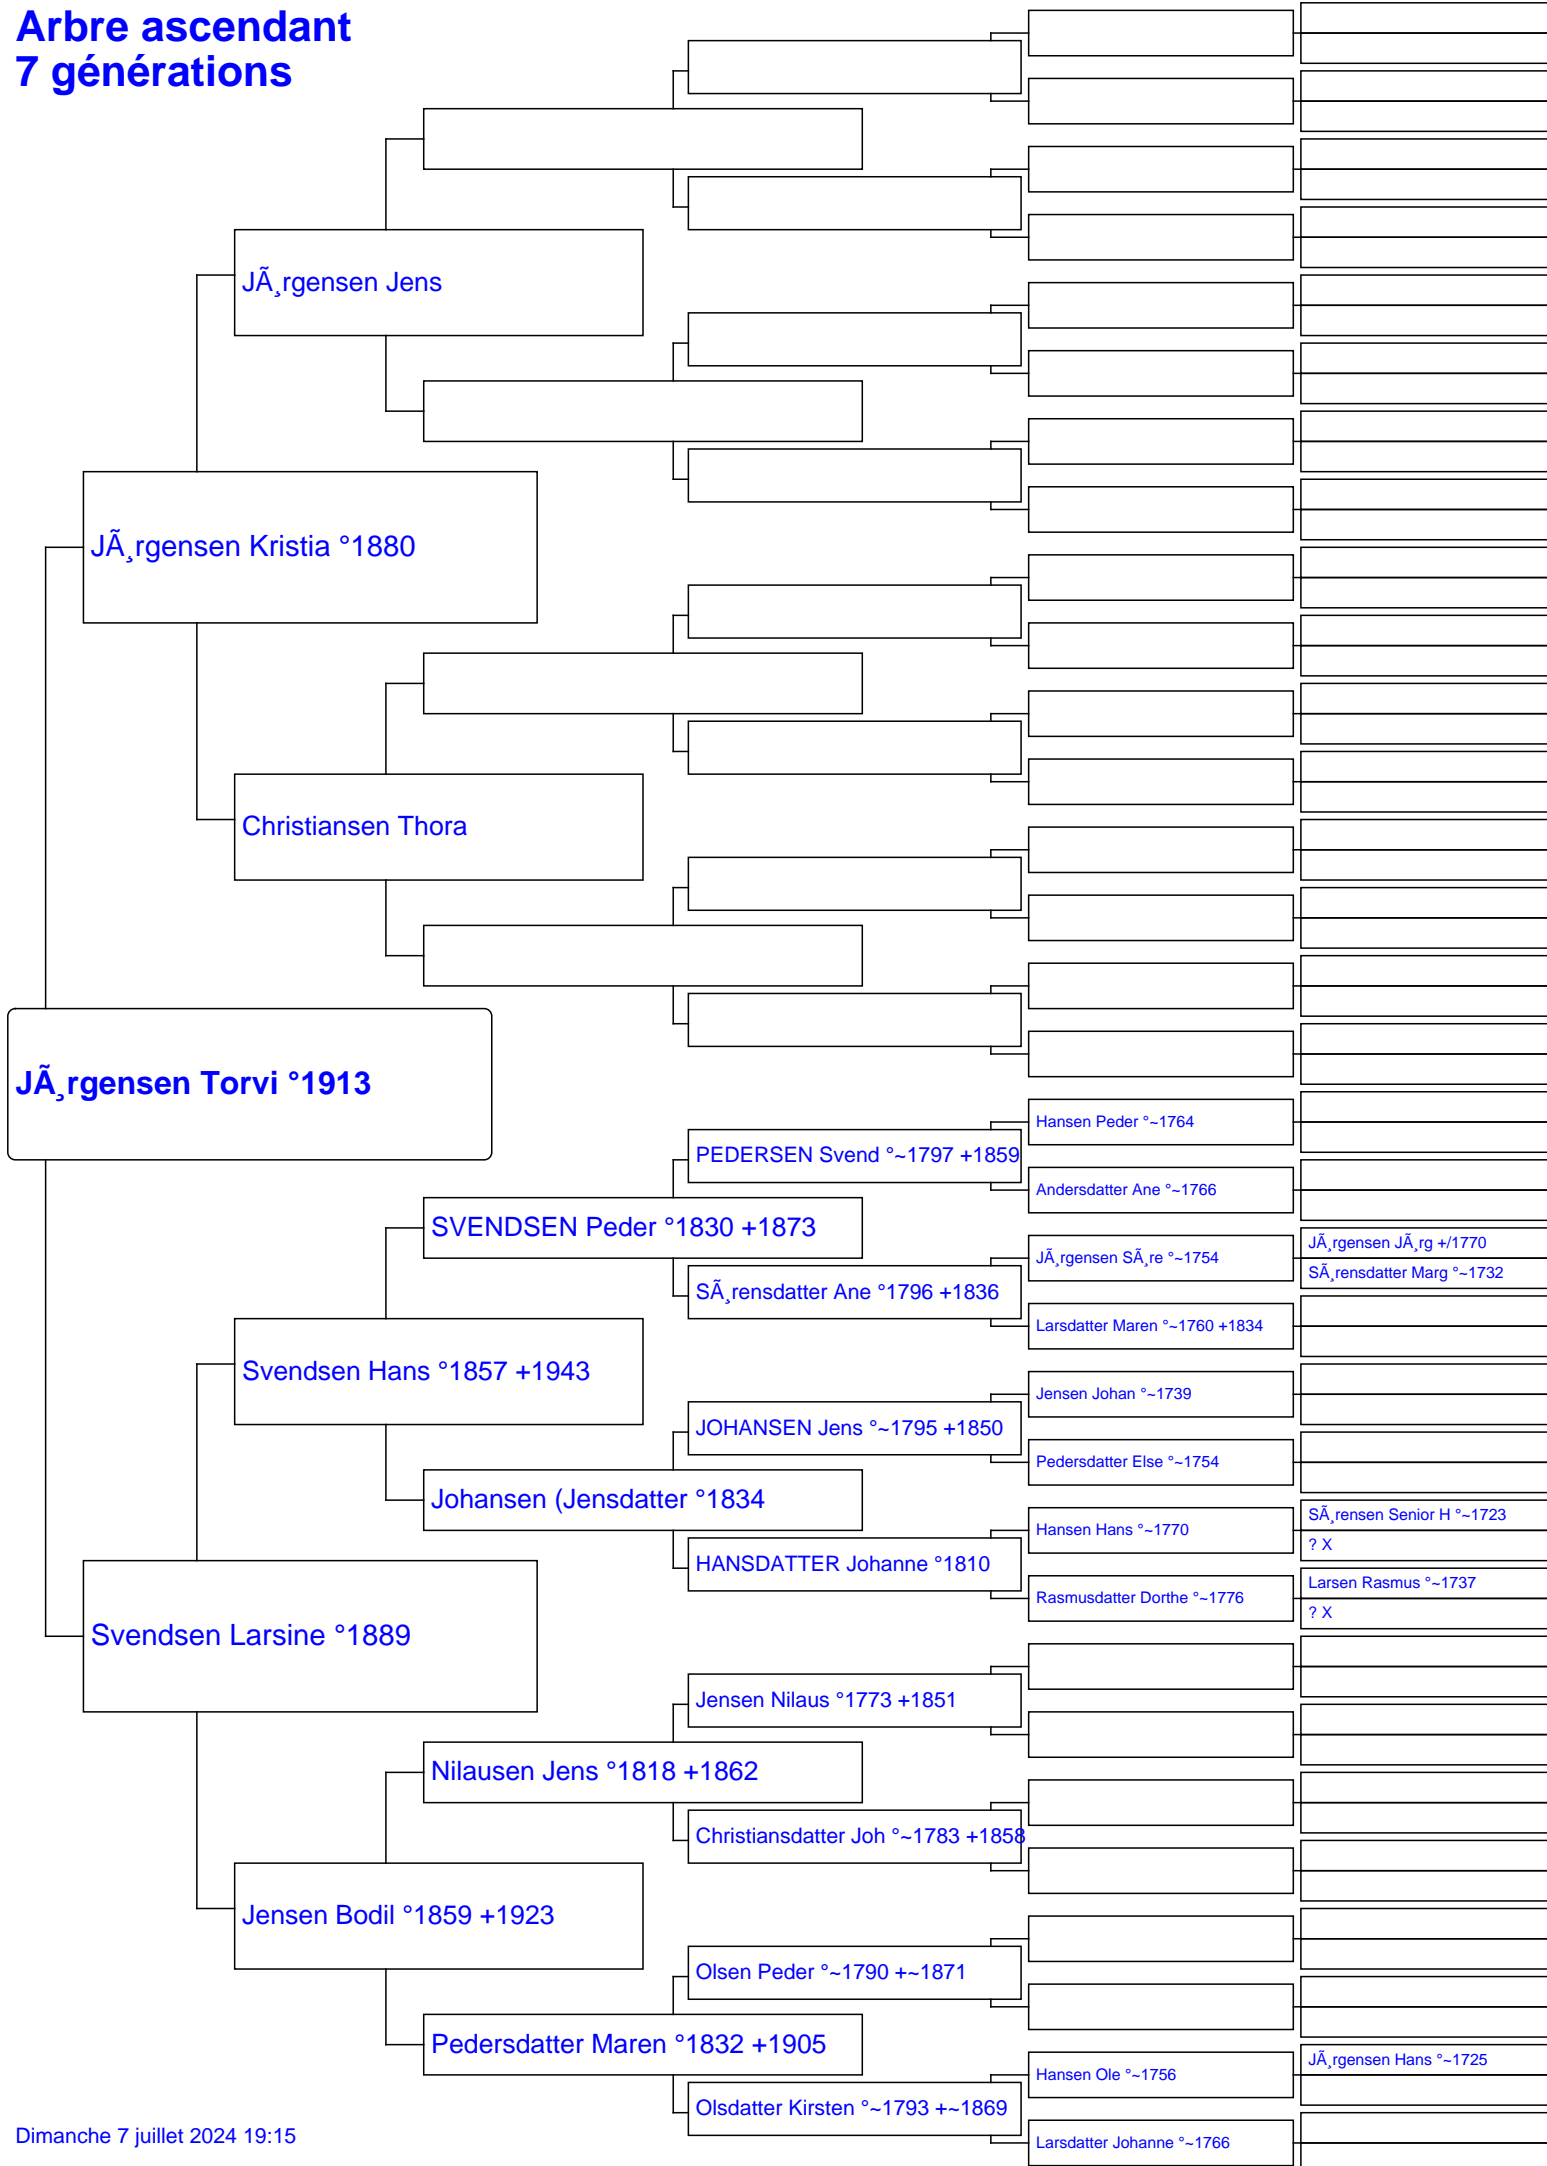 Arbre ascendant
7 générations
JÃ¸rgensen Jens
JÃ¸rgensen Kristia °1880
Christiansen Thora
JÃ¸rgensen Torvi °1913
Hansen Peder °~1764
PEDERSEN Svend °~1797 +1859
Andersdatter Ane °~1766
SVENDSEN Peder °1830 +1873
JÃ¸rgensen JÃ¸rg +/1770
JÃ¸rgensen SÃ¸re °~1754
SÃ¸rensdatter Marg °~1732
SÃ¸rensdatter Ane °1796 +1836
Larsdatter Maren °~1760 +1834
Svendsen Hans °1857 +1943
Jensen Johan °~1739
JOHANSEN Jens °~1795 +1850
Pedersdatter Else °~1754
Johansen (Jensdatter °1834
SÃ¸rensen Senior H °~1723
Hansen Hans °~1770
? X
HANSDATTER Johanne °1810
Larsen Rasmus °~1737
Rasmusdatter Dorthe °~1776
? X
Svendsen Larsine °1889
Jensen Nilaus °1773 +1851
Nilausen Jens °1818 +1862
Christiansdatter Joh °~1783 +1858
Jensen Bodil °1859 +1923
Olsen Peder °~1790 +~1871
Pedersdatter Maren °1832 +1905
JÃ¸rgensen Hans °~1725
Hansen Ole °~1756
Olsdatter Kirsten °~1793 +~1869
Larsdatter Johanne °~1766
Dimanche 7 juillet 2024 19:15